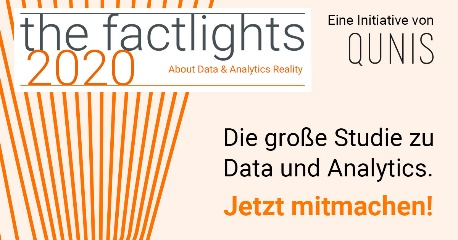 the factlights
2020
About Data & Analytics Reality
Eine Initiative von
QUNIS
Die große Studie zu
Data und Analytics.
Jetzt mitmachen!